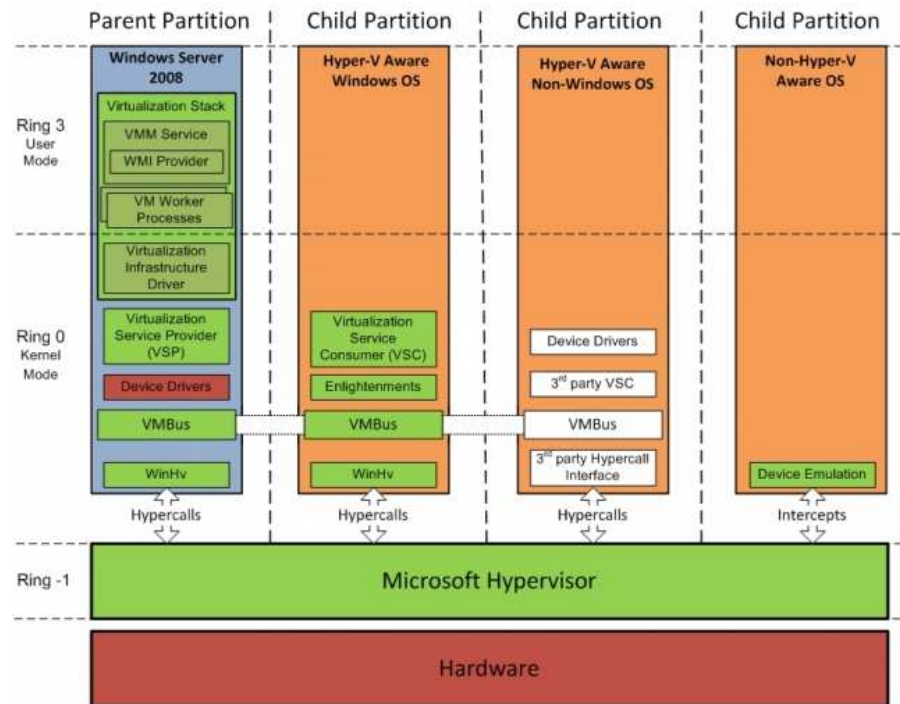 Parent Partition
Child Partition
Child Partition
Child Partition
Windows Server
2008
Hyper-V Aware
Windows OS
Hyper-V Aware
Non-Windows OS
Non-Hyper-V
Aware OS
Ring 3
User
Mode
Virtualization Stack
VMM Service
WMI Provider
VM Worker
Processes
Virtualization
Infrastructure
Driver
Ring 0
Kernel
Mode
Virtualization
Service Provider
(VSP)
Virtualization
Service
Consumer (VSC)
Device Drivers
Device Drivers
Enlightenments
3rd party VSC
VMBus
VMBus
VMBus
WinHv
WinHv
3rd party Hypercall
Interface
Device Emulation
Hypercalls
Hypercalls
Hypercalls
Intercepts
Ring -1
Microsoft Hypervisor
Hardware